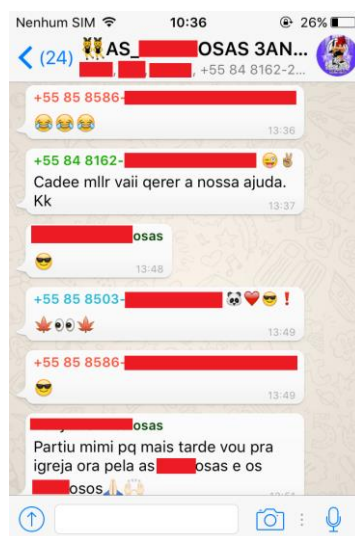 Nenhum SIM 10:36 26%
(24) 👯AS_ OSAS 3AN...
, , , +55 84 8162-2...
+55 85 8586-
😂😂😂
13:36
+55 84 8162- 😜✌🏼
Cadee mllr vaii qerer a nossa ajuda.
Kk
13:37
osas
😎
13:48
+55 85 8503- 🐼❤️😎❗
🍁👀🍁
13:49
+55 85 8586-
😎
13:49
osas
Partiu mimi pq mais tarde vou pra
igreja ora pela as osas e os
osos🙏🏻🙌🏻
13:51